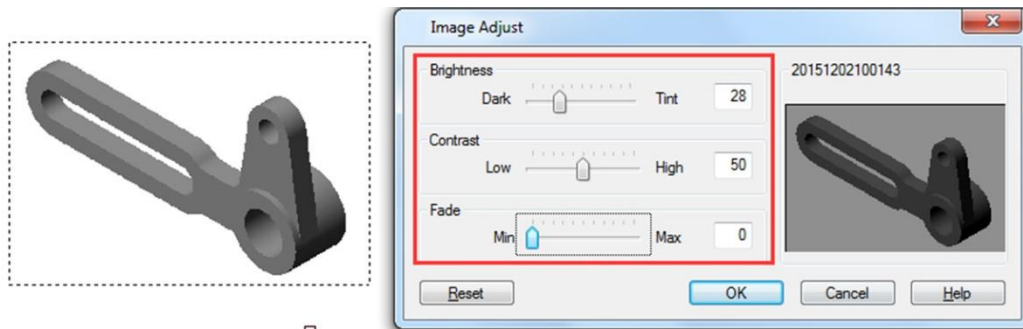 Image Adjust
Brightness
Dark Tint 28
Contrast
Low High 50
Fade
Min Max 0
20151202100143
Reset OK Cancel Help